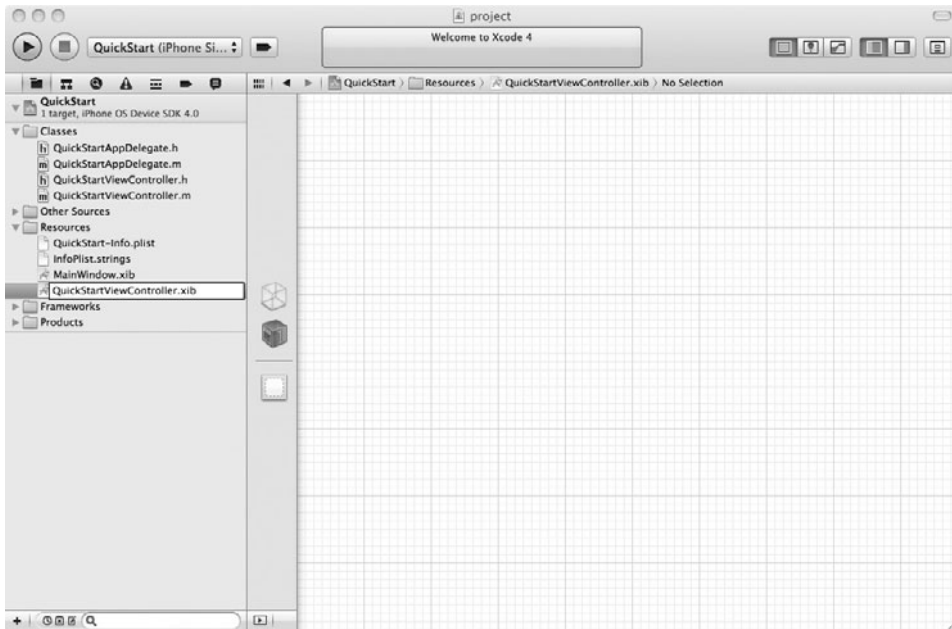 project
QuickStart (iPhone Si...
Welcome to Xcode 4
QuickStart
Resources
QuickStartViewController.xib
No Selection
QuickStart
1 target, iPhone OS Device SDK 4.0
Classes
h QuickStartAppDelegate.h
m QuickStartAppDelegate.m
h QuickStartViewController.h
m QuickStartViewController.m
Other Sources
Resources
QuickStart-Info.plist
InfoPlist.strings
MainWindow.xib
QuickStartViewController.xib
Frameworks
Products